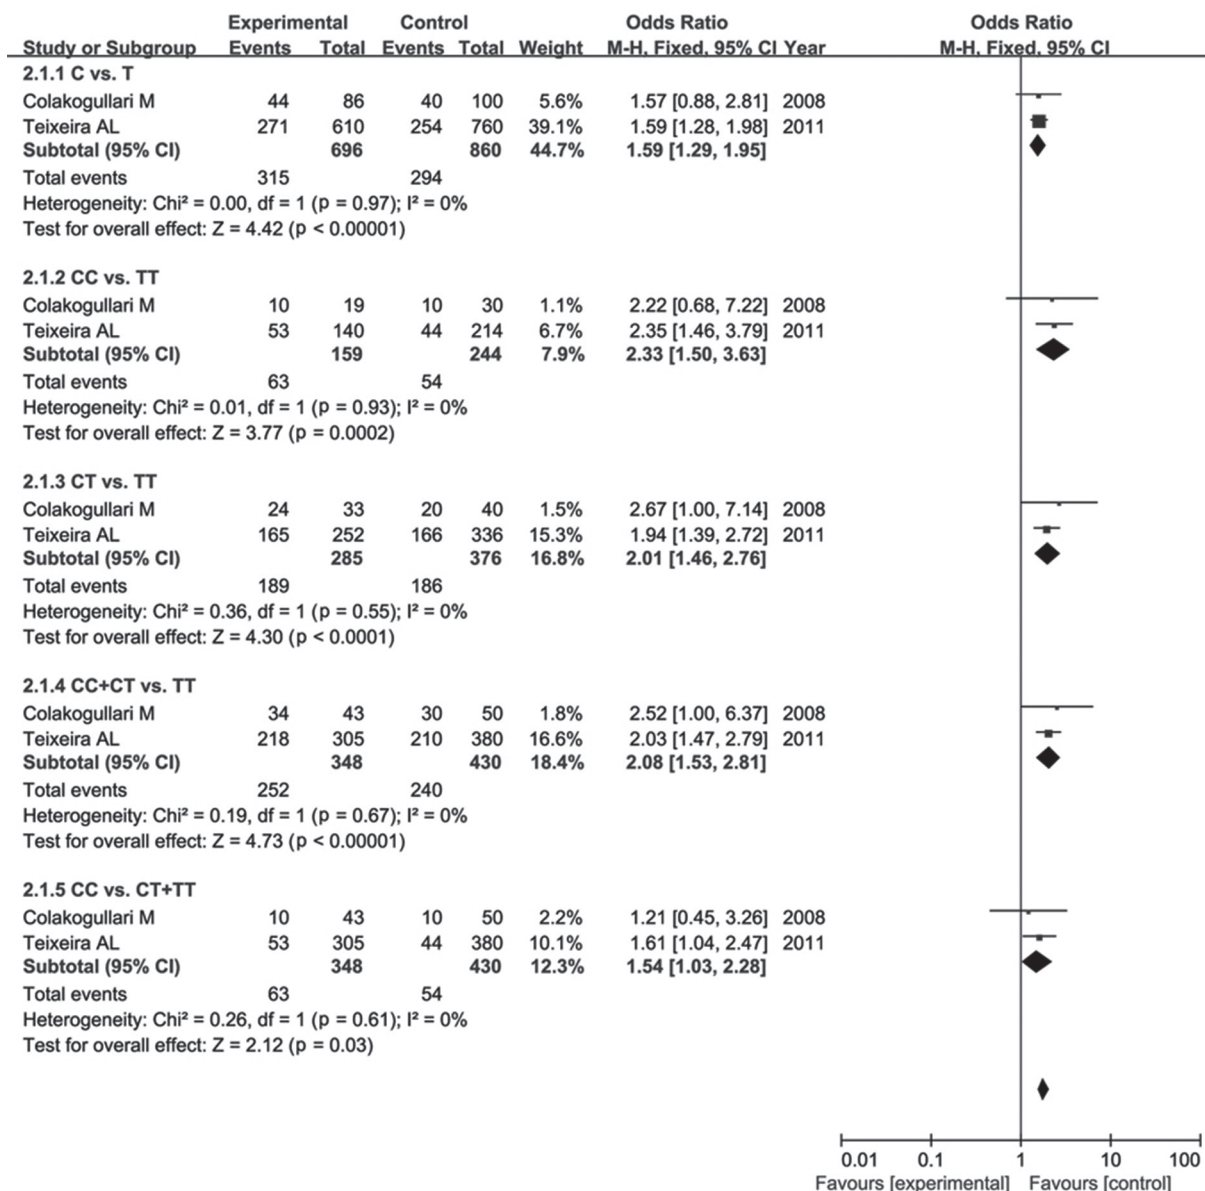 Experimental Control Odds Ratio Odds Ratio
Study or Subgroup Events Total Events Total Weight M-H, Fixed, 95% CI Year M-H, Fixed, 95% CI
2.1.1 C vs. T
Colakogullari M 44 86 40 100 5.6% 1.57 [0.88, 2.81] 2008
Teixeira AL 271 610 254 760 39.1% 1.59 [1.28, 1.98] 2011
Subtotal (95% CI) 696 860 44.7% 1.59 [1.29, 1.95]
Total events 315 294
Heterogeneity: Chi² = 0.00, df = 1 (p = 0.97); I² = 0%
Test for overall effect: Z = 4.42 (p < 0.00001)
2.1.2 CC vs. TT
Colakogullari M 10 19 10 30 1.1% 2.22 [0.68, 7.22] 2008
Teixeira AL 53 140 44 214 6.7% 2.35 [1.46, 3.79] 2011
Subtotal (95% CI) 159 244 7.9% 2.33 [1.50, 3.63]
Total events 63 54
Heterogeneity: Chi² = 0.01, df = 1 (p = 0.93); I² = 0%
Test for overall effect: Z = 3.77 (p = 0.0002)
2.1.3 CT vs. TT
Colakogullari M 24 33 20 40 1.5% 2.67 [1.00, 7.14] 2008
Teixeira AL 165 252 166 336 15.3% 1.94 [1.39, 2.72] 2011
Subtotal (95% CI) 285 376 16.8% 2.01 [1.46, 2.76]
Total events 189 186
Heterogeneity: Chi² = 0.36, df = 1 (p = 0.55); I² = 0%
Test for overall effect: Z = 4.30 (p < 0.0001)
2.1.4 CC+CT vs. TT
Colakogullari M 34 43 30 50 1.8% 2.52 [1.00, 6.37] 2008
Teixeira AL 218 305 210 380 16.6% 2.03 [1.47, 2.79] 2011
Subtotal (95% CI) 348 430 18.4% 2.08 [1.53, 2.81]
Total events 252 240
Heterogeneity: Chi² = 0.19, df = 1 (p = 0.67); I² = 0%
Test for overall effect: Z = 4.73 (p < 0.00001)
2.1.5 CC vs. CT+TT
Colakogullari M 10 43 10 50 2.2% 1.21 [0.45, 3.26] 2008
Teixeira AL 53 305 44 380 10.1% 1.61 [1.04, 2.47] 2011
Subtotal (95% CI) 348 430 12.3% 1.54 [1.03, 2.28]
Total events 63 54
Heterogeneity: Chi² = 0.26, df = 1 (p = 0.61); I² = 0%
Test for overall effect: Z = 2.12 (p = 0.03)
0.01 0.1 1 10 100
Favours [experimental] Favours [control]